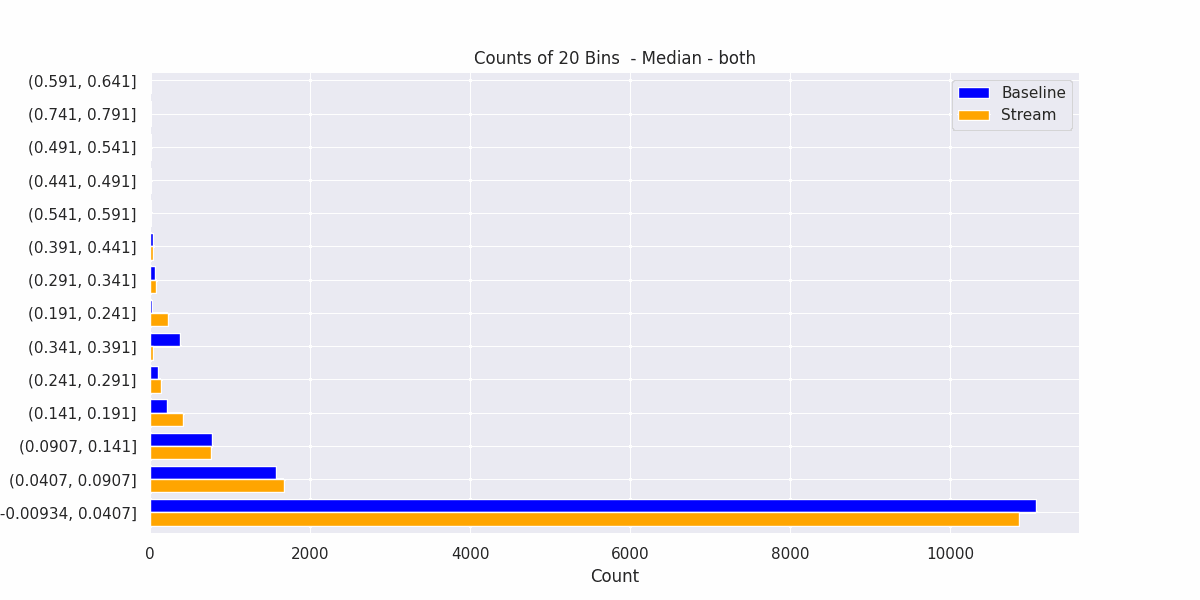 Counts of 20 Bins  - Median - both
(0.591, 0.641]
(0.741, 0.791]
(0.491, 0.541]
(0.441, 0.491]
(0.541, 0.591]
(0.391, 0.441]
(0.291, 0.341]
(0.191, 0.241]
(0.341, 0.391]
(0.241, 0.291]
(0.141, 0.191]
(0.0907, 0.141]
(0.0407, 0.0907]
-0.00934, 0.0407]
Baseline
Stream
0 2000 4000 6000 8000 10000
Count